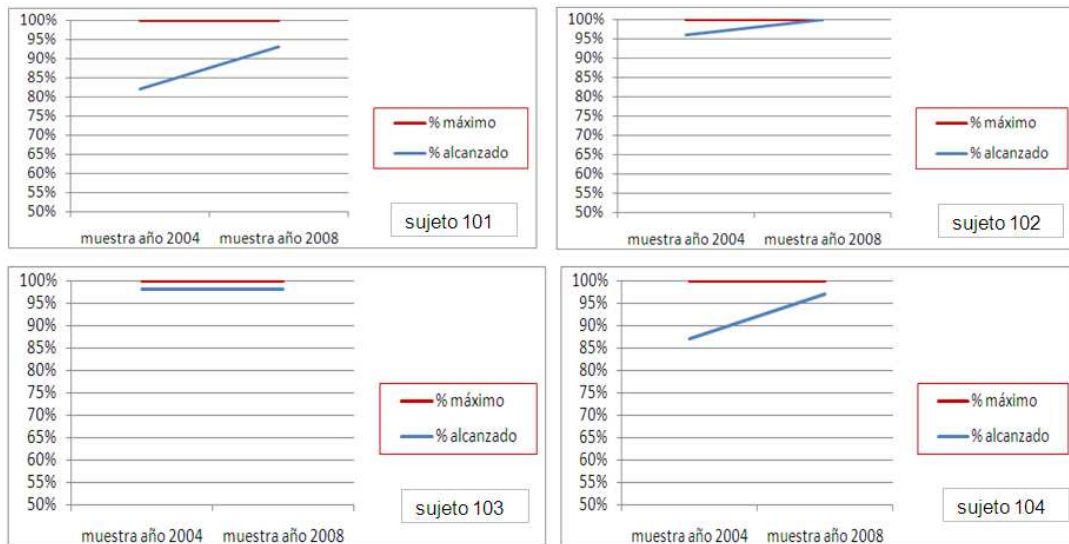 100%
95%
90%
85%
80%
75%
70%
65%
60%
55%
50%
% máximo
% alcanzado
sujeto 101
muestra año 2004 muestra año 2008
100%
95%
90%
85%
80%
75%
70%
65%
60%
55%
50%
% máximo
% alcanzado
sujeto 102
muestra año 2004 muestra año 2008
100%
95%
90%
85%
80%
75%
70%
65%
60%
55%
50%
% máximo
% alcanzado
sujeto 103
muestra año 2004 muestra año 2008
100%
95%
90%
85%
80%
75%
70%
65%
60%
55%
50%
% máximo
% alcanzado
sujeto 104
muestra año 2004 muestra año 2008